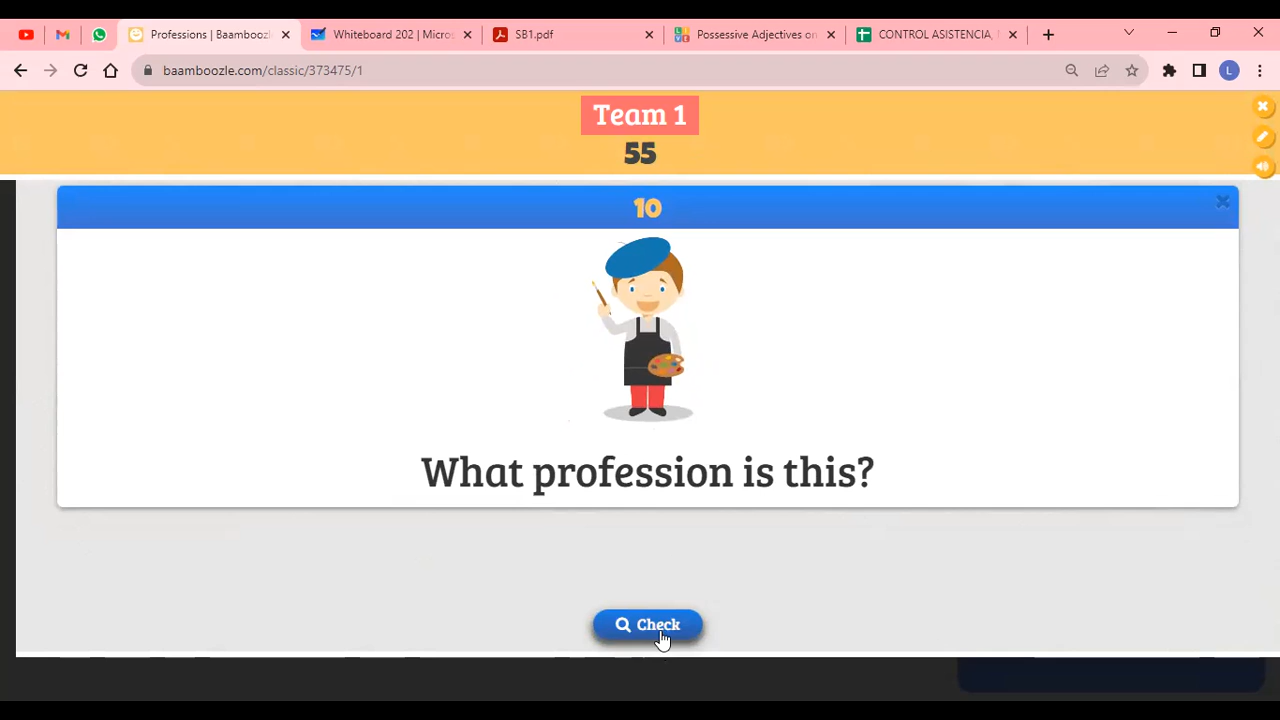 Professions | Baambooz
Whiteboard 202 | Micros
SB1.pdf
Possessive Adjectives on
CONTROL ASISTENCIA,
baamboozle.com/classic/373475/1
L
Team 1
55
10
What profession is this?
Check